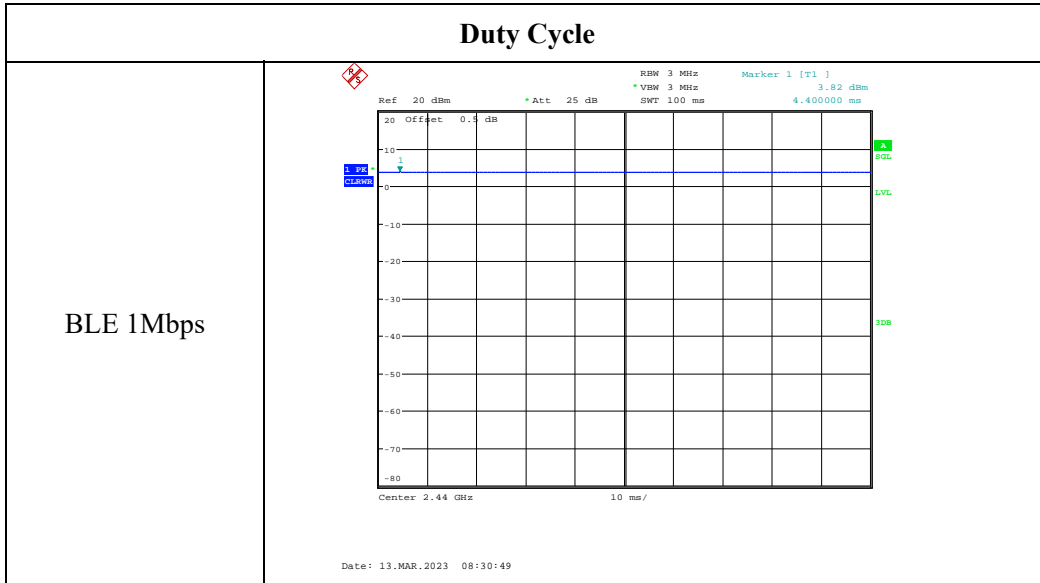 Duty Cycle
BLE 1Mbps
R S
RBW 3 MHz Marker 1 [T1 ]
* VBW 3 MHz 3.82 dBm
Ref 20 dBm * Att 25 dB SWT 100 ms 4.400000 ms
20 Offset 0.5 dB
A
10
SGL
1
1 PK *
CLRWR
0
LVL
-10
-20
-30
3DB
-40
-50
-60
-70
-80
Center 2.44 GHz 10 ms/
Date: 13.MAR.2023 08:30:49